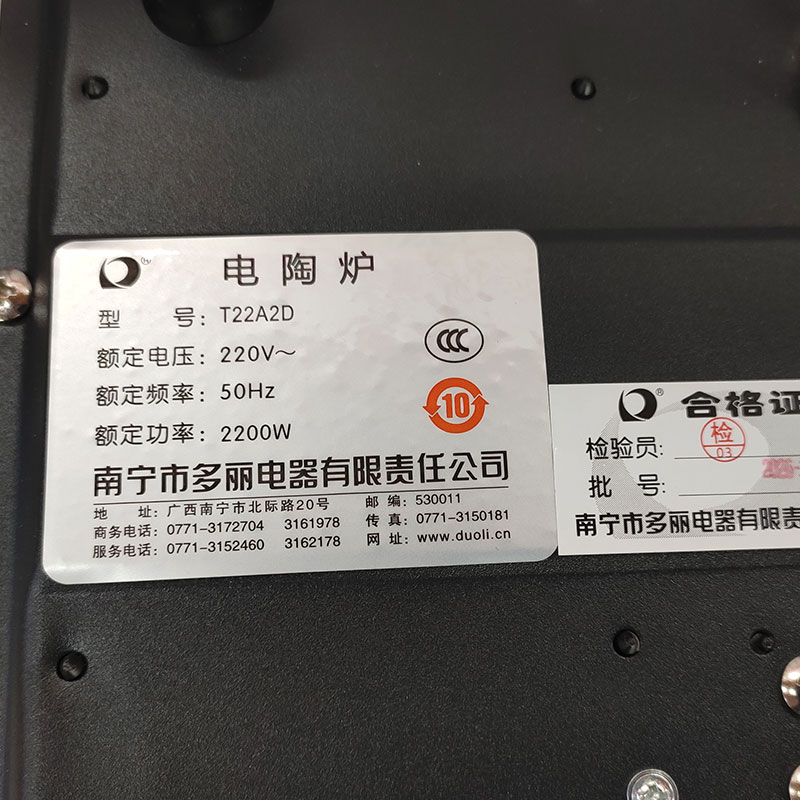 电陶炉
型 号：T22A2D
额定电压：220V～
额定频率：50Hz
额定功率：2200W
CCC
10
南宁市多丽电器有限责任公司
地 址：广西南宁市北际路20号 邮 编：530011
商务电话：0771-3172704 3161978 传 真：0771-3150181
服务电话：0771-3152460 3162178 网 址：www.duoli.cn
合格证
检验员：
检
03
批 号：
南宁市多丽电器有限责